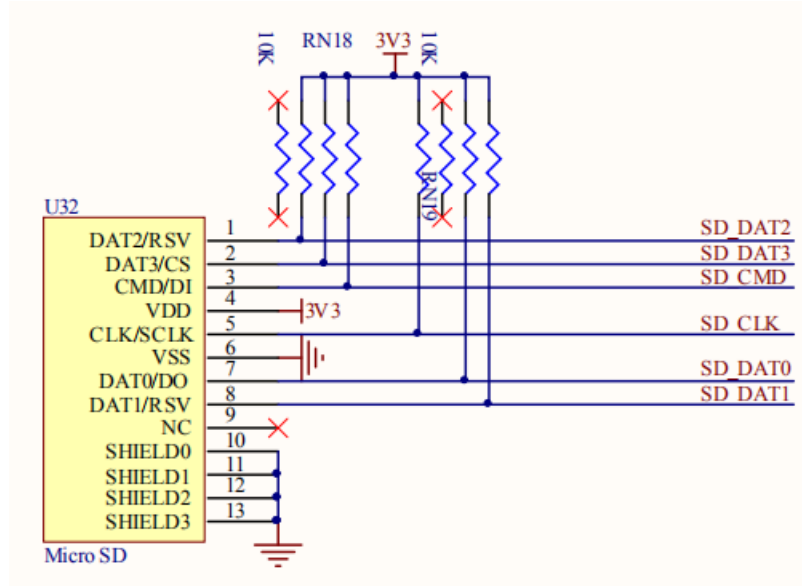 10K RN18 3V3 10K
RN19
U32
DAT2/RSV 1 SD_DAT2
DAT3/CS 2 SD_DAT3
CMD/DI 3 SD_CMD
VDD 4 3V3
CLK/SCLK 5 SD_CLK
VSS 6
DAT0/DO 7 SD_DAT0
DAT1/RSV 8 SD_DAT1
NC 9
SHIELD0 10
SHIELD1 11
SHIELD2 12
SHIELD3 13
Micro SD